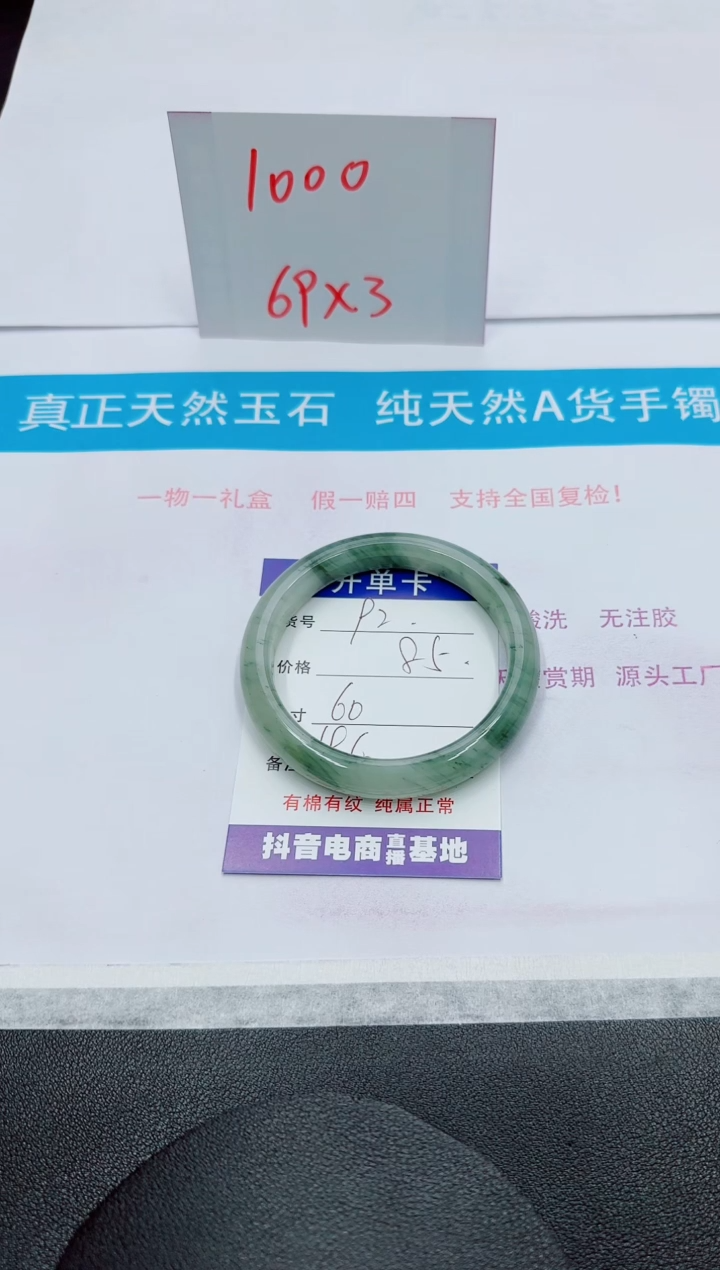 1000
69x3
真正天然玉石 纯天然A货手镯
一物一礼盒 假一赔四 支持全国复检！
开单卡
货号 P2.
酸洗 无注胶
价格 85.
赏期 源头工厂
寸 60
备注
有棉有纹 纯属正常
抖音电商直播基地